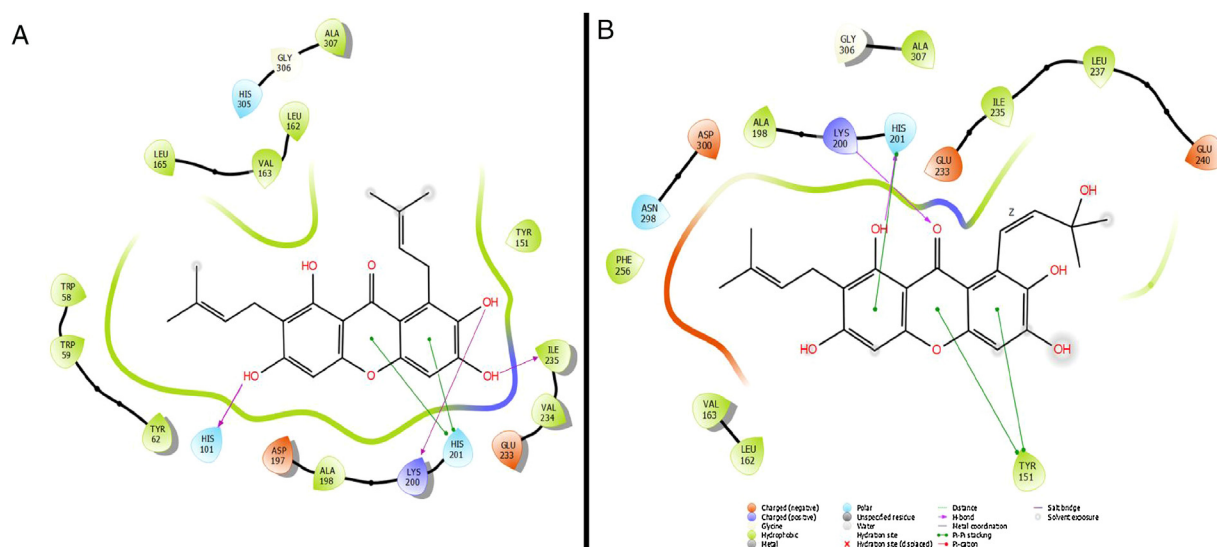 A
ALA
307
GLY
306
HIS
305
LEU
162
LEU
165
VAL
163
TYR
151
TRP
58
TRP
59
TYR
62
HIS
101
ASP
197
ALA
198
LYS
200
HIS
201
GLU
233
VAL
234
ILE
235
HO
O
OH
HO
O
OH
B
GLY
306
ALA
307
LEU
237
ILE
235
GLU
240
GLU
233
ALA
198
LYS
200
HIS
201
ASP
300
ASN
298
PHE
256
VAL
163
LEU
162
TYR
151
OH
O
Z
OH
OH
OH
HO
O
Charged (negative)
Charged (positive)
Glycine
Hydrophobic
Metal
Polar
Unspecified residue
Water
Hydration site
Hydration site (displaced)
Distance
H-bond
Metal coordination
Pi-Pi stacking
Pi-cation
Salt bridge
Solvent exposure